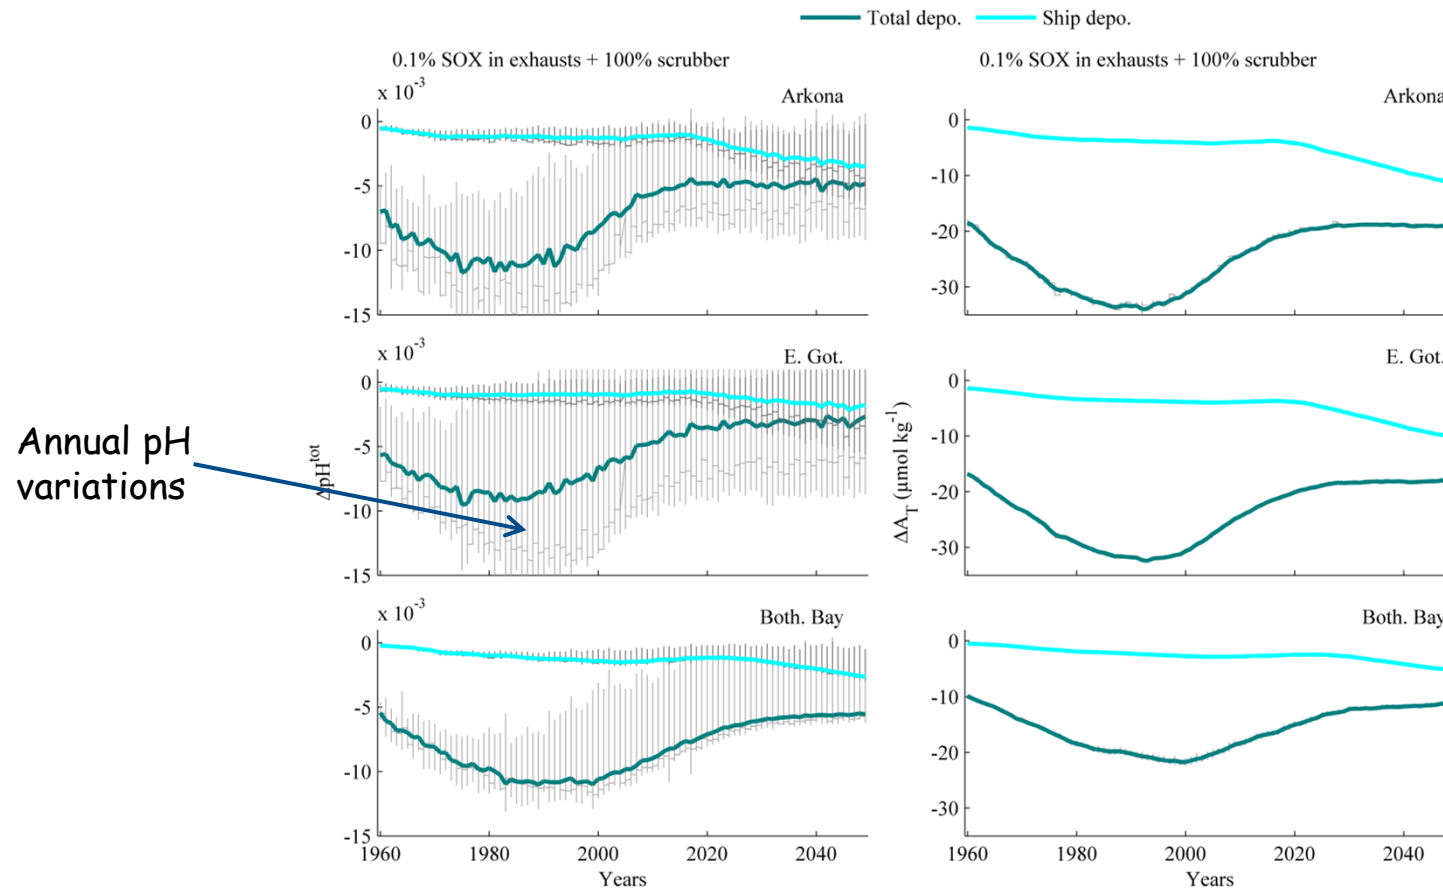 Total depo. Ship depo.
0.1% SOX in exhausts + 100% scrubber
0.1% SOX in exhausts + 100% scrubber
x 10-3
Arkona
0
-5
-10
-15
Arkona
0
-10
-20
-30
x 10-3
E. Got.
0
-5
-10
-15
E. Got.
0
-10
-20
-30
Annual pH
variations
ΔpHtot
ΔAT (μmol kg-1)
x 10-3
Both. Bay
0
-5
-10
-15
1960 1980 2000 2020 2040
Years
Both. Bay
0
-10
-20
-30
1960 1980 2000 2020 2040
Years